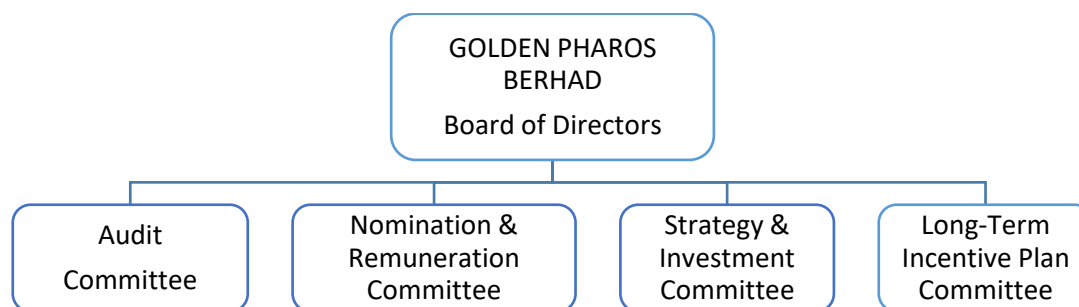 GOLDEN PHAROS
BERHAD
Board of Directors
Audit
Committee
Nomination &
Remuneration
Committee
Strategy &
Investment
Committee
Long-Term
Incentive Plan
Committee